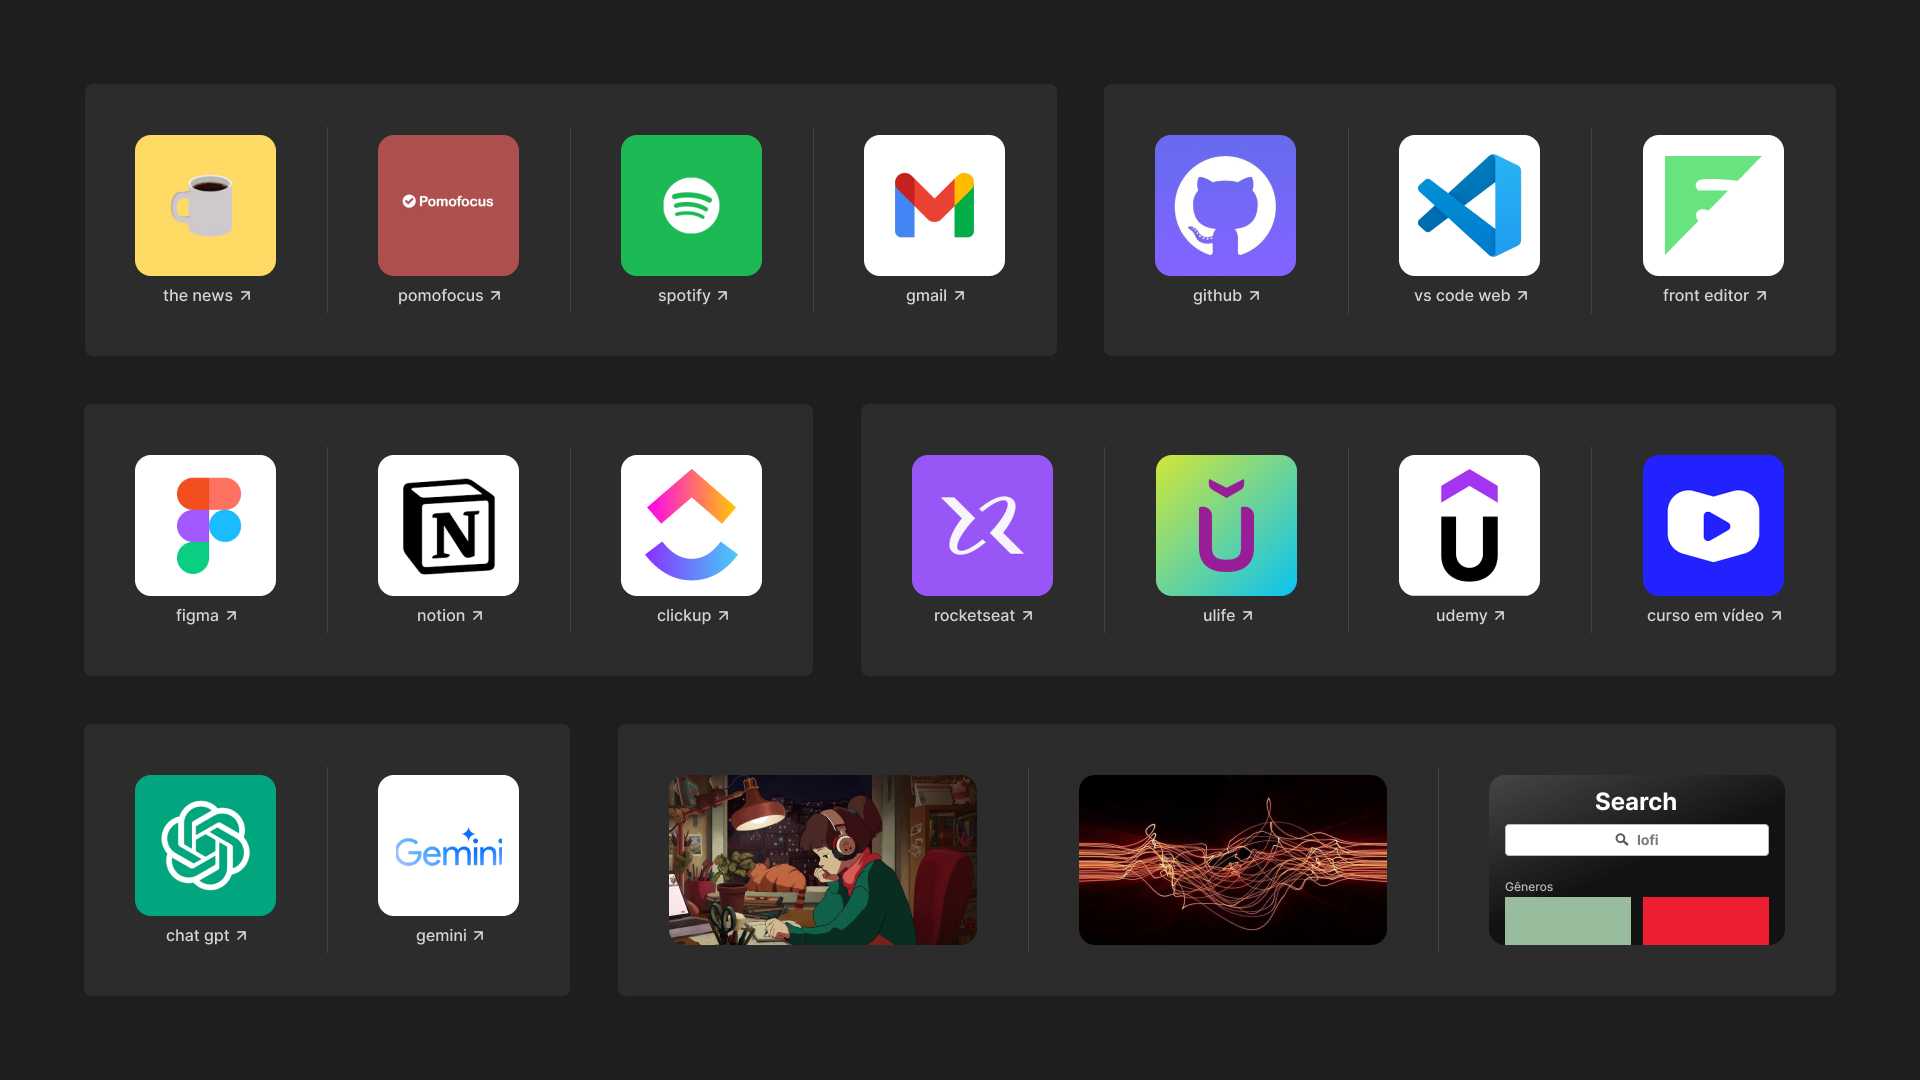 Pomofocus
the news
pomofocus
spotify
gmail
github
vs code web
front editor
N
figma
notion
clickup
rocketseat
ulife
udemy
curso em vídeo
Gemini
chat gpt
gemini
Search
lofi
Gêneros